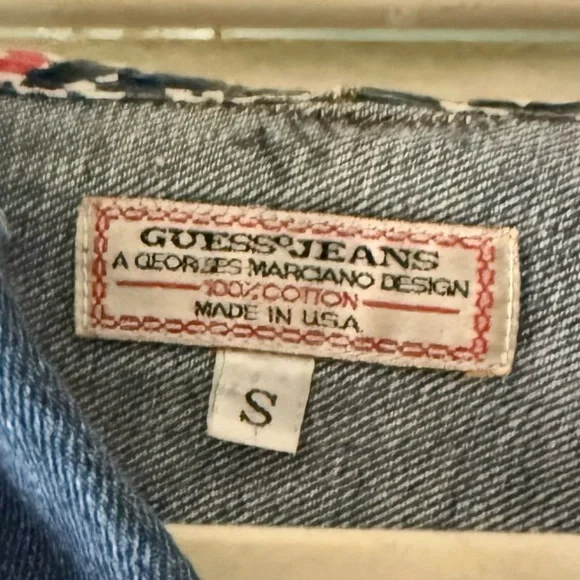 GUESS° JEANS
A GEORGES MARCIANO DESIGN
100% COTTON
MADE IN U.S.A
S